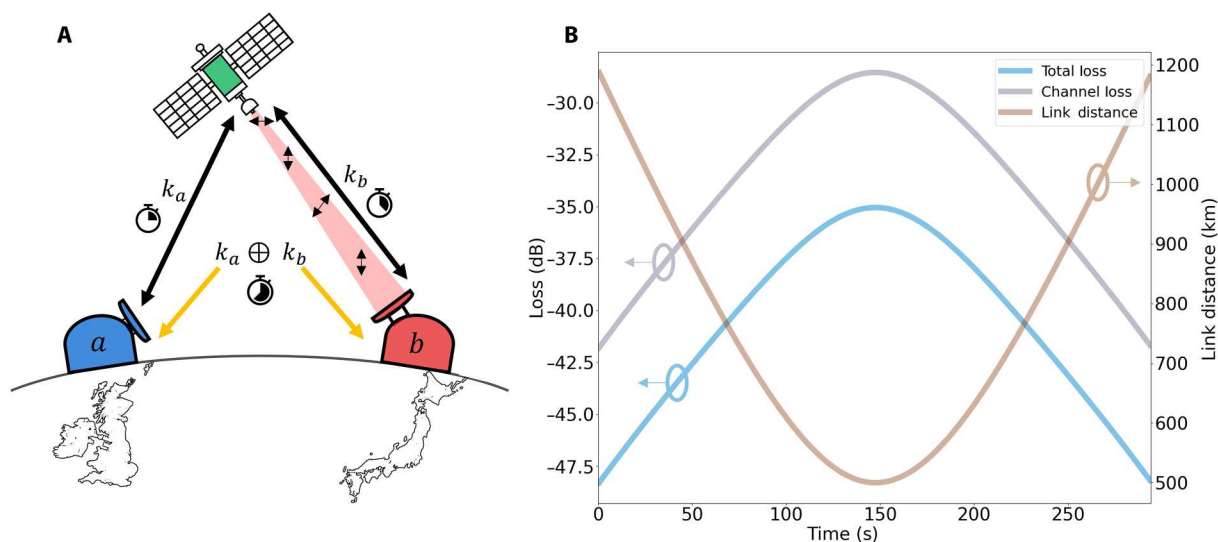 A
k_a
k_b
k_a ⊕ k_b
a
b
B
Total loss
Channel loss
Link distance
Loss (dB)
–30.0
–32.5
–35.0
–37.5
–40.0
–42.5
–45.0
–47.5
1200
1100
1000
900
800
700
600
500
Link distance (km)
0 50 100 150 200 250
Time (s)